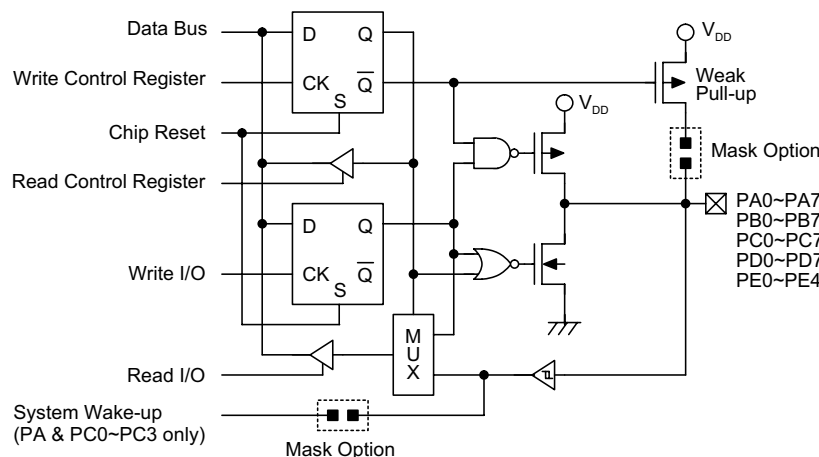 Data Bus
Write Control Register
Chip Reset
Read Control Register
Write I/O
Read I/O
System Wake-up
(PA & PC0~PC3 only)
D Q
CK Q
S
D Q
CK Q
S
M
U
X
Mask Option
VDD
VDD
Weak
Pull-up
Mask Option
PA0~PA7
PB0~PB7
PC0~PC7
PD0~PD7
PE0~PE4